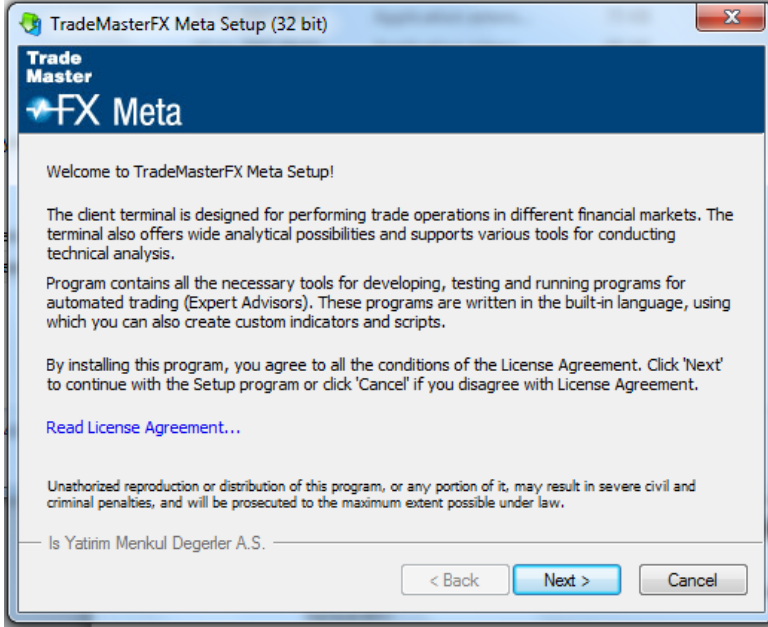 TradeMasterFX Meta Setup (32 bit)
Trade
Master
FX Meta
Welcome to TradeMasterFX Meta Setup!
The client terminal is designed for performing trade operations in different financial markets. The
terminal also offers wide analytical possibilities and supports various tools for conducting
technical analysis.
Program contains all the necessary tools for developing, testing and running programs for
automated trading (Expert Advisors). These programs are written in the built-in language, using
which you can also create custom indicators and scripts.
By installing this program, you agree to all the conditions of the License Agreement. Click 'Next'
to continue with the Setup program or click 'Cancel' if you disagree with License Agreement.
Read License Agreement...
Unathorized reproduction or distribution of this program, or any portion of it, may result in severe civil and
criminal penalties, and will be prosecuted to the maximum extent possible under law.
Is Yatirim Menkul Degerler A.S.
< Back Next > Cancel